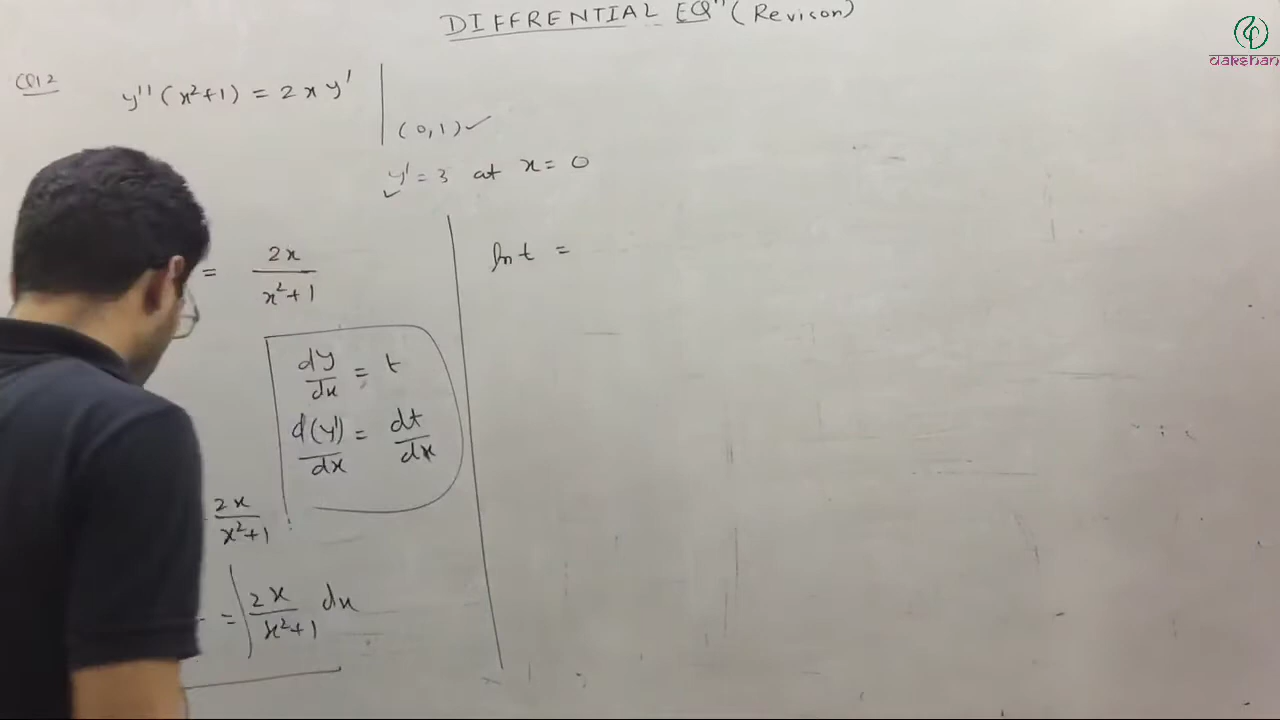 DIFFRENTIAL EQⁿ (Revison)
Q12
y'' (x²+1) = 2xy'
(0,1) ✓
y' = 3 at x = 0
= 2x / x²+1
dy/dx = t
d(y')/dx = dt/dx
2x / x²+1
= ∫ 2x / x²+1 dx
ln t =
dakshan